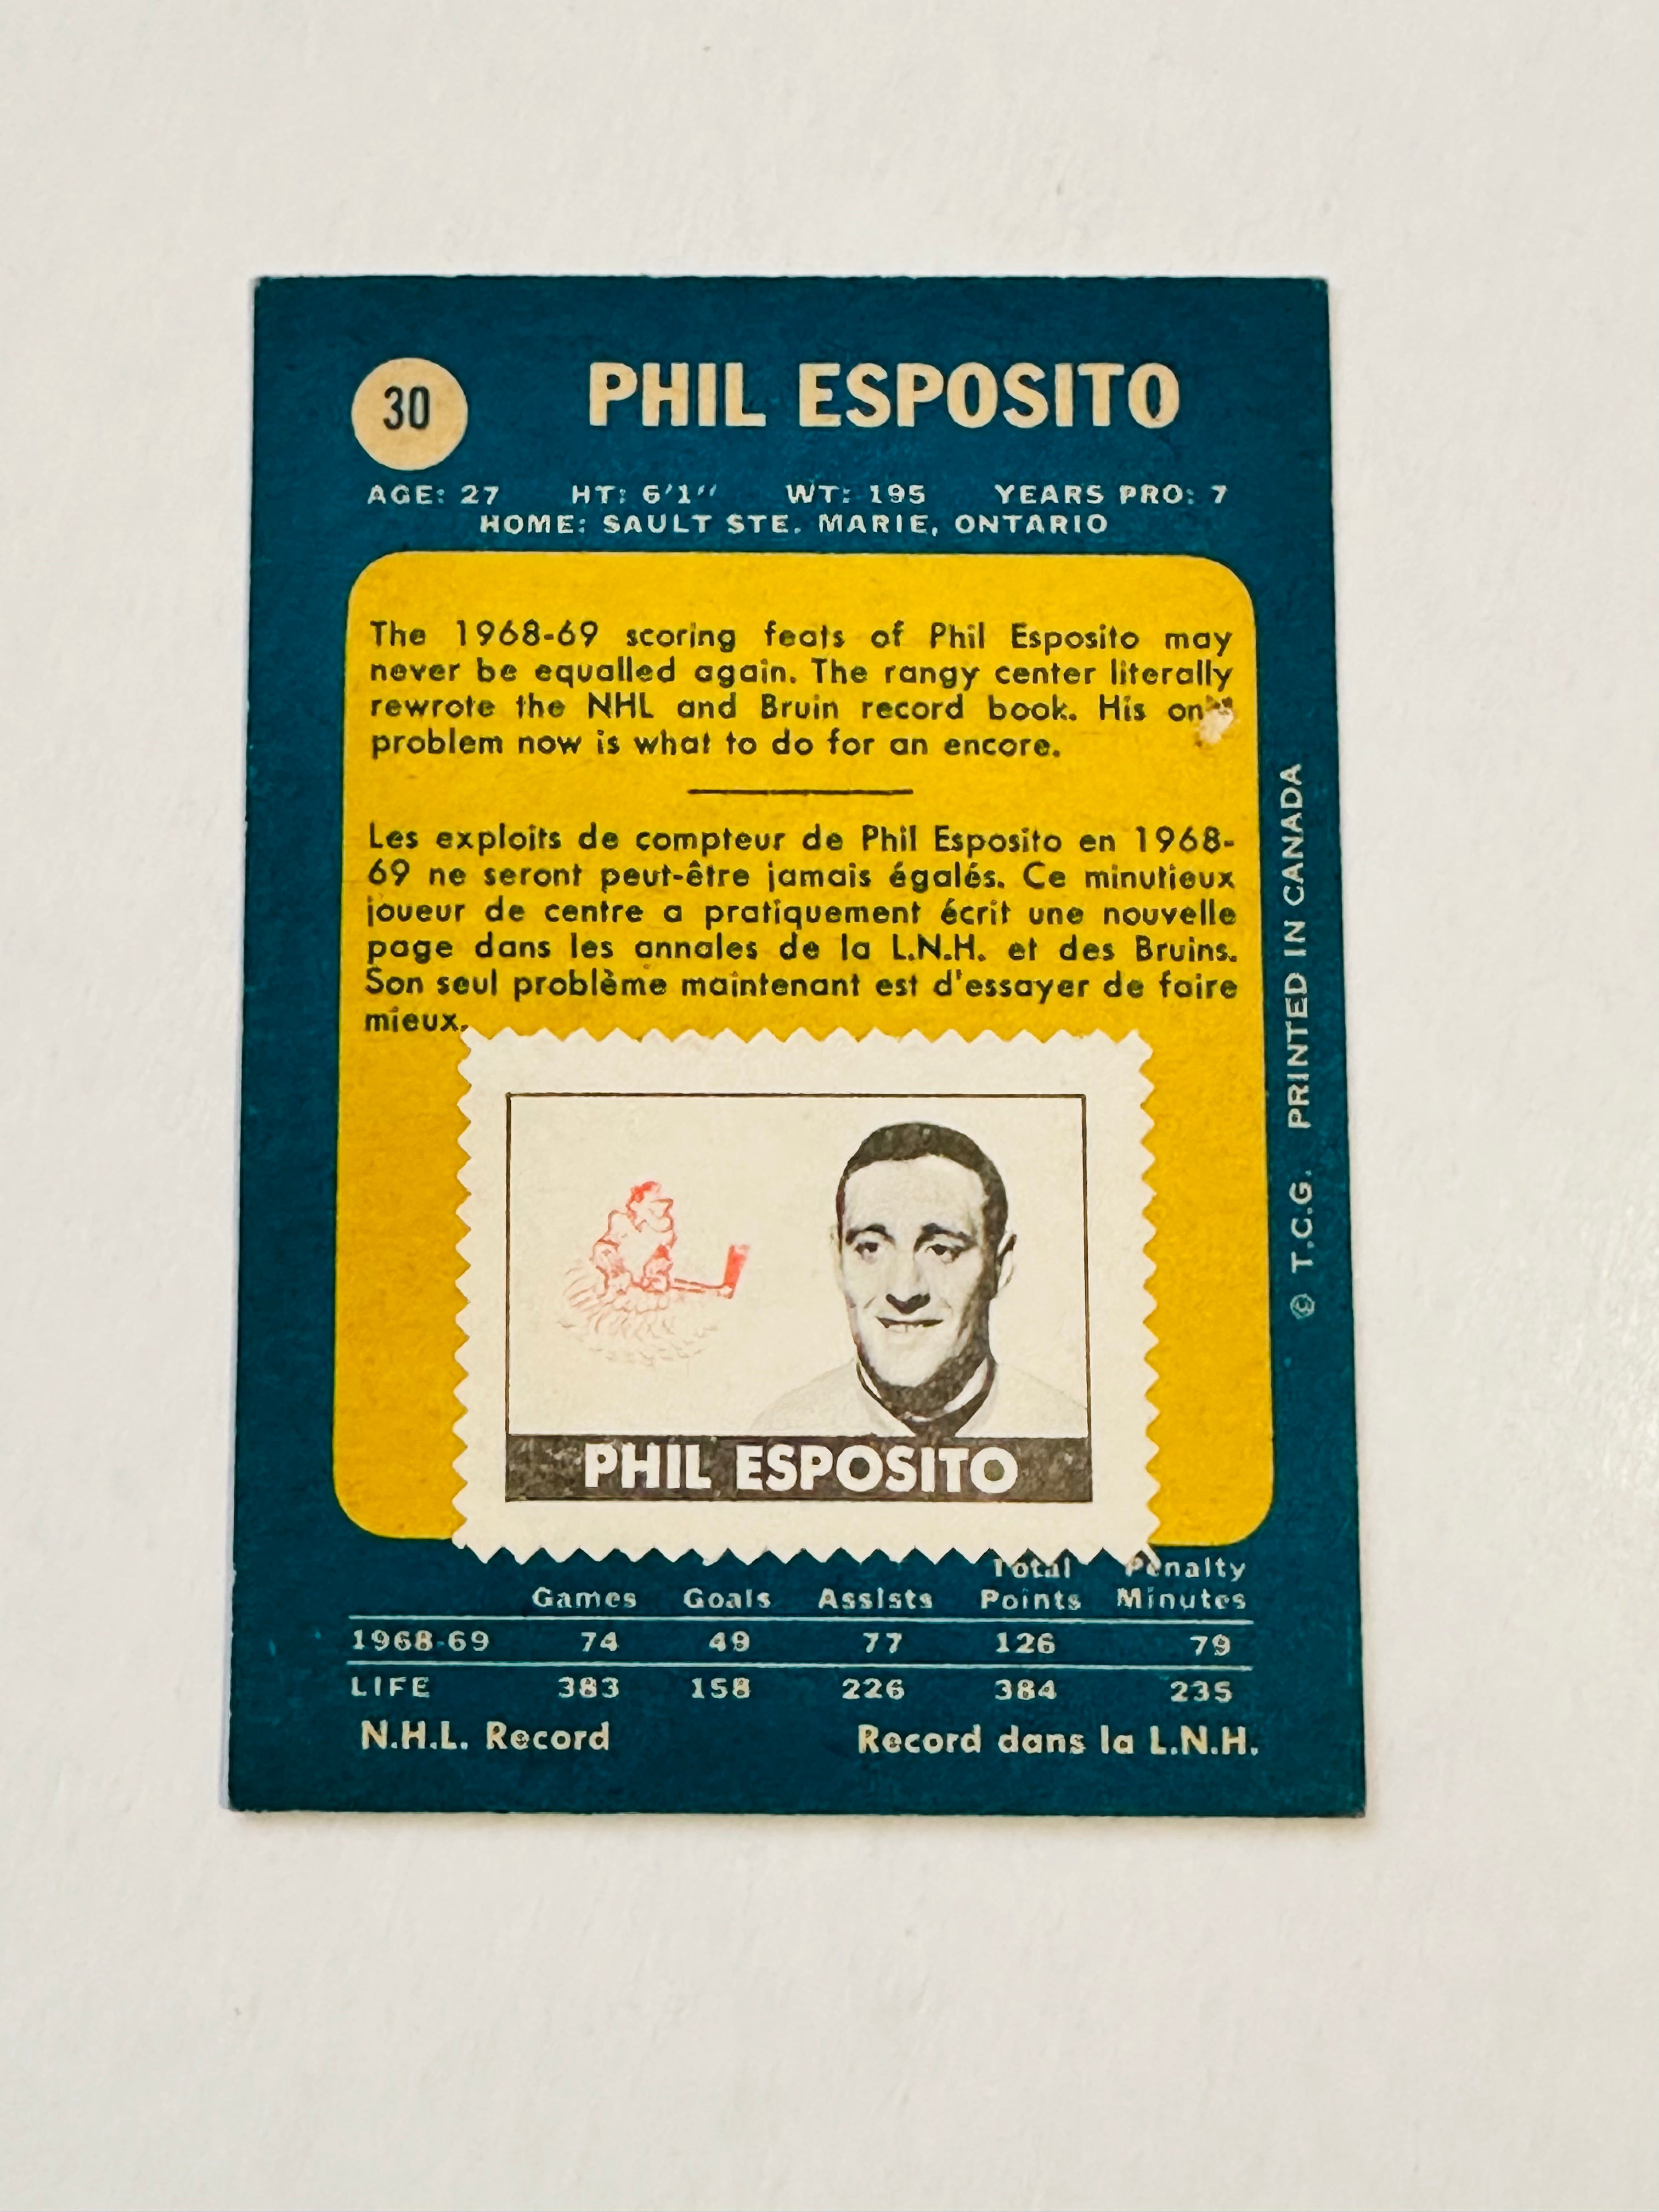 30
PHIL ESPOSITO
AGE: 27 HT: 6'1" WT: 195 YEARS PRO: 7
HOME: SAULT STE. MARIE, ONTARIO
The 1968-69 scoring feats of Phil Esposito may
never be equalled again. The rangy center literally
rewrote the NHL and Bruin record book. His
problem now is what to do for an encore.
Les exploits de compteur de Phil Esposito en 1968-
69 ne seront peut-être jamais égalés. Ce minutieux
joueur de centre a pratiquement écrit une nouvelle
page dans les annales de la L.N.H. et des Bruins.
Son seul problème maintenant est d'essayer de faire
mieux.
PHIL ESPOSITO
Total Penalty
Games Goals Assists Points Minutes
1968-69 74 49 77 126 79
LIFE 383 158 226 384 235
N.H.L. Record Record dans la L.N.H.
© T.C.G. PRINTED IN CANADA